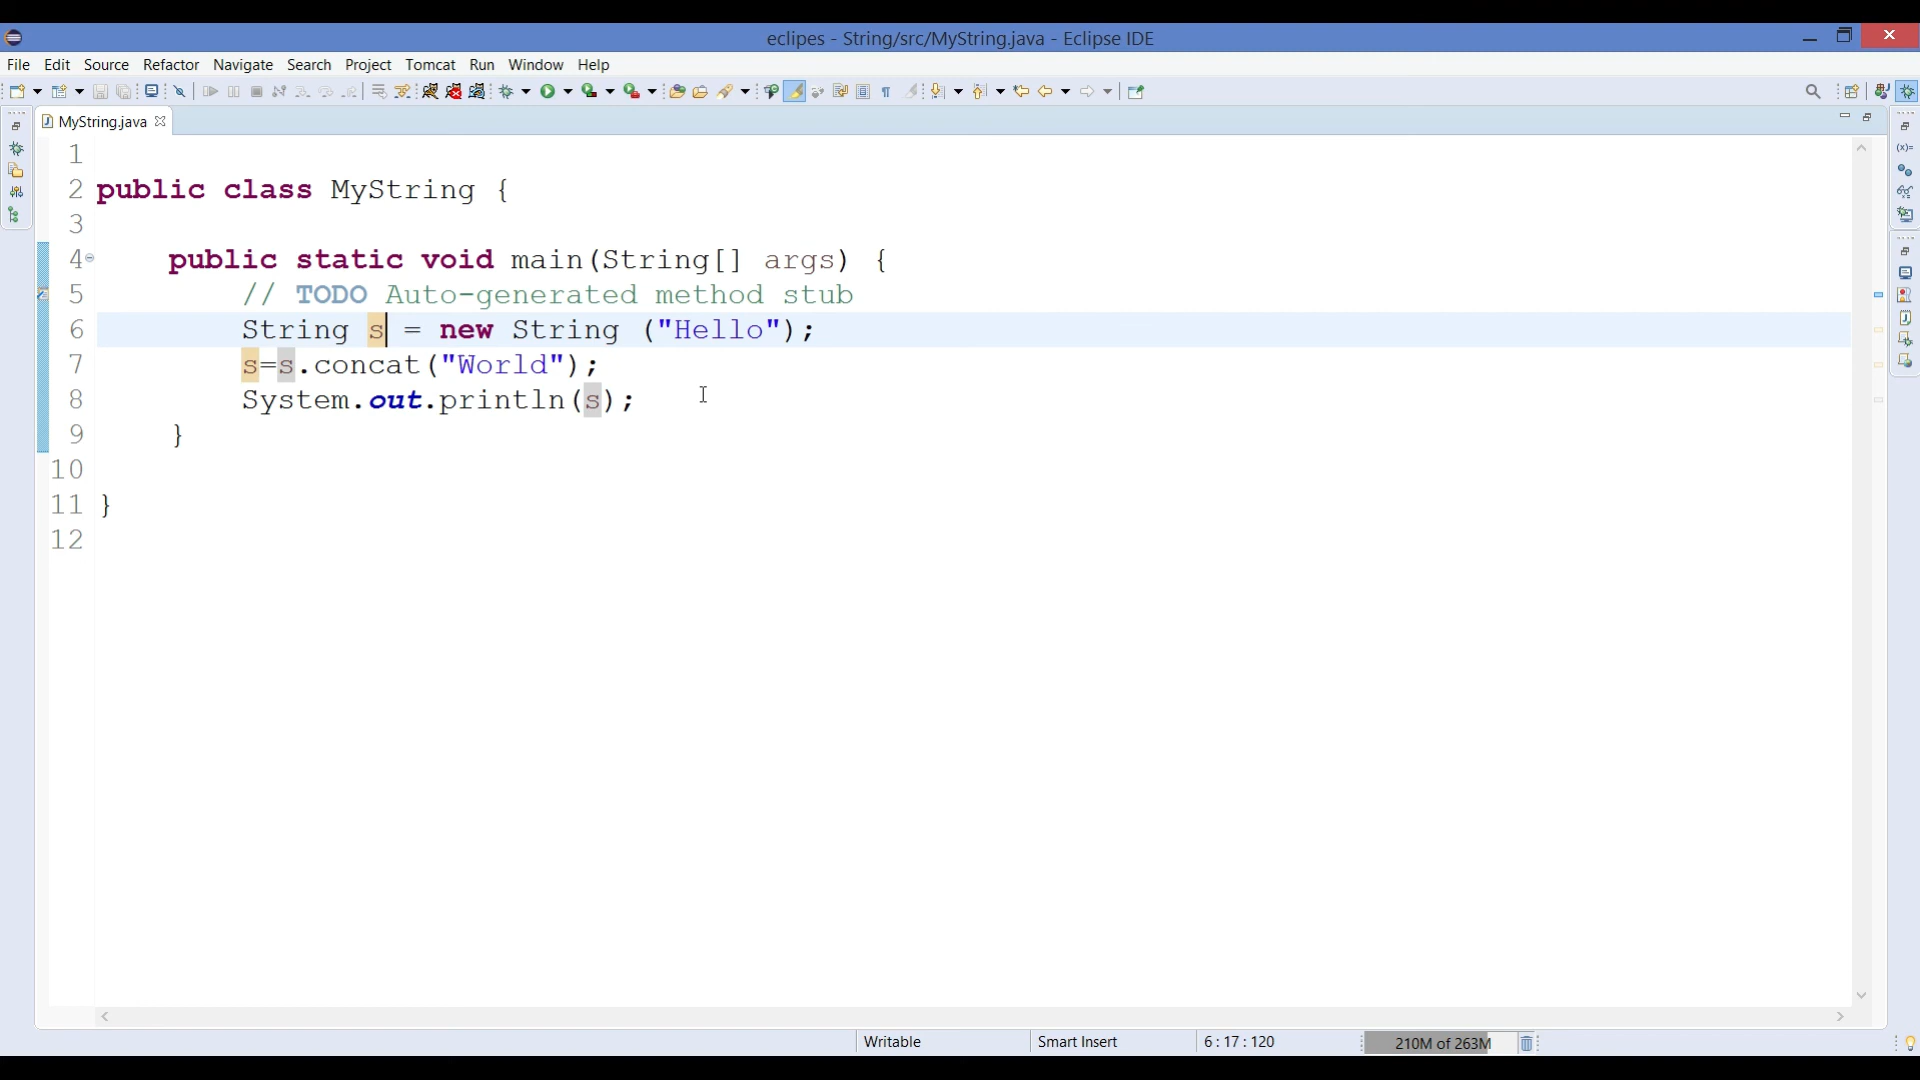 eclipes - String/src/MyString.java - Eclipse IDE
File Edit Source Refactor Navigate Search Project Tomcat Run Window Help
MyString.java
1
2 public class MyString {
3
4 public static void main(String[] args) {
5 // TODO Auto-generated method stub
6 String s = new String ("Hello");
7 s=s.concat("World");
8 System.out.println(s);
9 }
10
11 }
12
Writable Smart Insert 6 : 17 : 120 210M of 263M